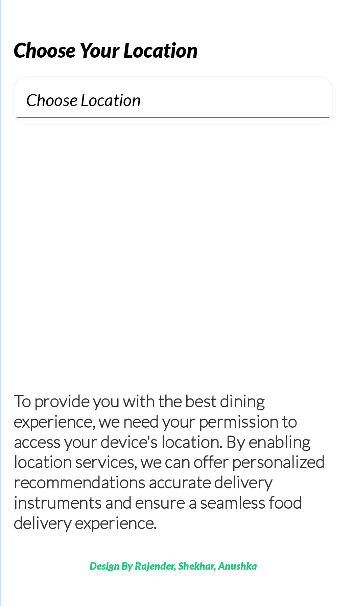 Choose Your Location
Choose Location
To provide you with the best dining
experience, we need your permission to
access your device's location. By enabling
location services, we can offer personalized
recommendations accurate delivery
instruments and ensure a seamless food
delivery experience.
Design By Rajender, Shekhar, Anushka